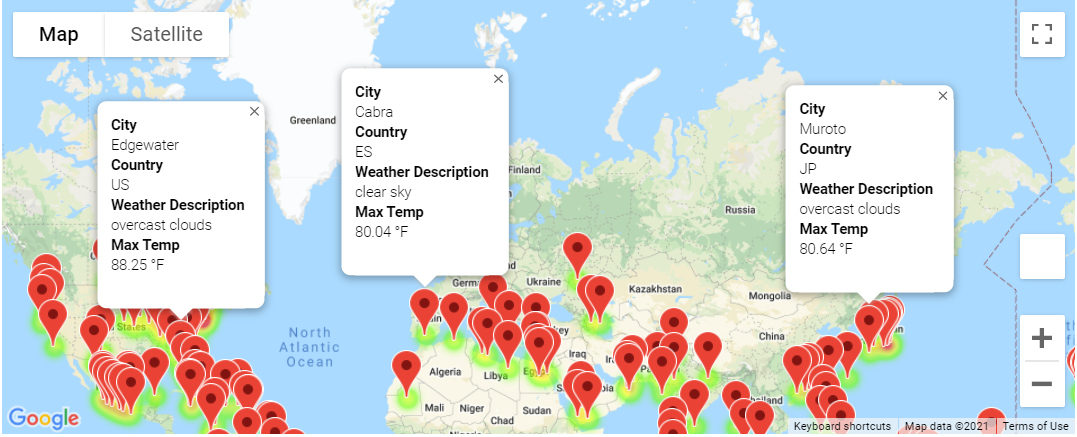 Map
Satellite
City
Edgewater
Country
US
Weather Description
overcast clouds
Max Temp
88.25 °F
City
Cabra
Country
ES
Weather Description
clear sky
Max Temp
80.04 °F
City
Muroto
Country
JP
Weather Description
overcast clouds
Max Temp
80.64 °F
Greenland
Finland
Russia
Ukraine
Kazakhstan
Mongolia
North
Atlantic
Ocean
States
China
Iraq
Algeria
Libya
Mali
Niger
Sudan
Chad
Google
Keyboard shortcuts
Map data ©2021
Terms of Use